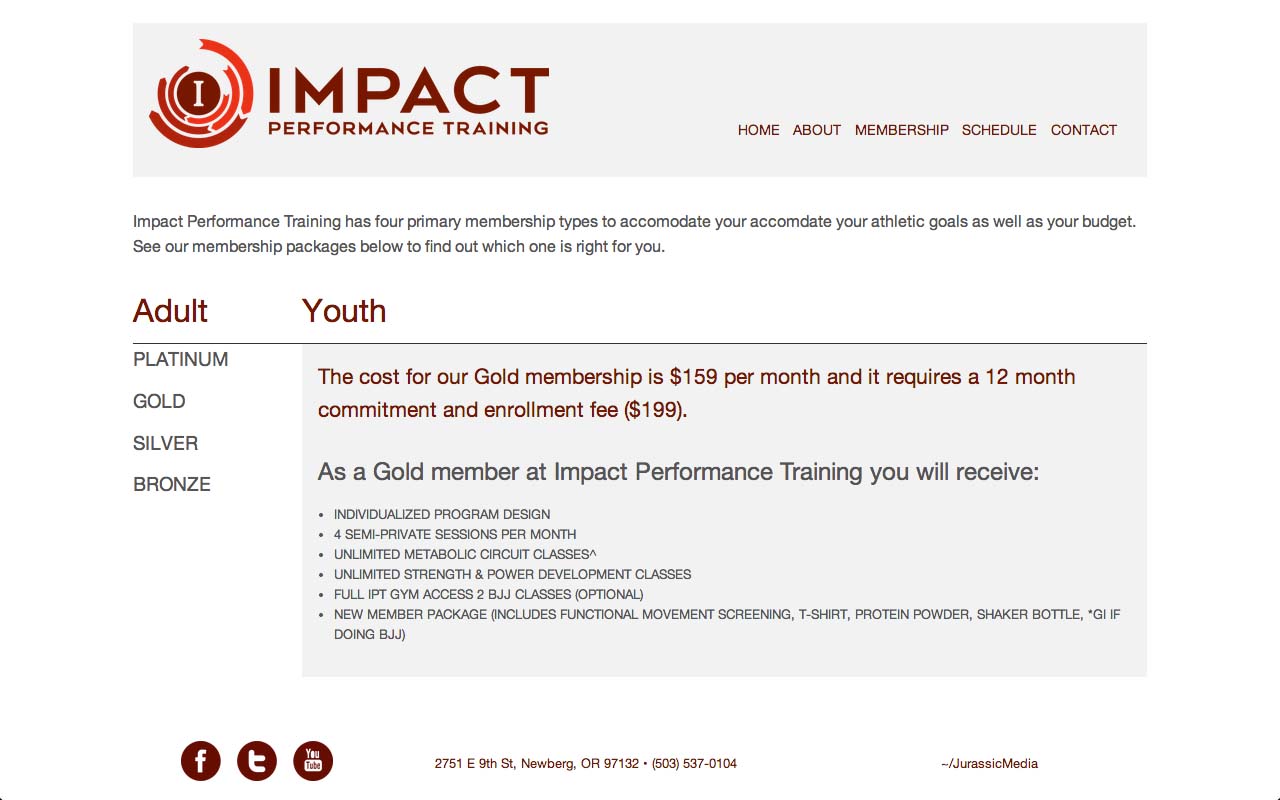 I IMPACT
PERFORMANCE TRAINING
HOME ABOUT MEMBERSHIP SCHEDULE CONTACT
Impact Performance Training has four primary membership types to accomodate your accomdate your athletic goals as well as your budget.
See our membership packages below to find out which one is right for you.
Adult Youth
PLATINUM
GOLD
SILVER
BRONZE
The cost for our Gold membership is $159 per month and it requires a 12 month
commitment and enrollment fee ($199).
As a Gold member at Impact Performance Training you will receive:
• INDIVIDUALIZED PROGRAM DESIGN
• 4 SEMI-PRIVATE SESSIONS PER MONTH
• UNLIMITED METABOLIC CIRCUIT CLASSES^
• UNLIMITED STRENGTH & POWER DEVELOPMENT CLASSES
• FULL IPT GYM ACCESS 2 BJJ CLASSES (OPTIONAL)
• NEW MEMBER PACKAGE (INCLUDES FUNCTIONAL MOVEMENT SCREENING, T-SHIRT, PROTEIN POWDER, SHAKER BOTTLE, *GI IF
DOING BJJ)
f t You Tube
2751 E 9th St, Newberg, OR 97132 • (503) 537-0104
~/JurassicMedia